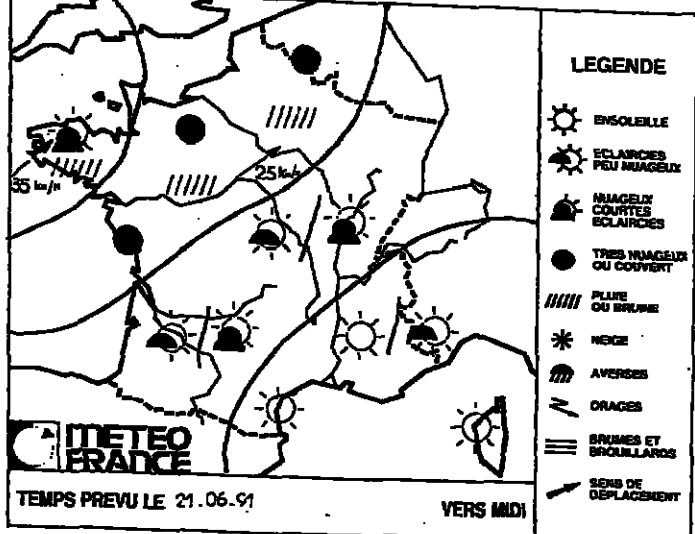 35 km/h
25 km/h
METEO
FRANCE
TEMPS PREVU LE 21.06.91
VERS MIDI
LEGENDE
ENSOLEILLE
ECLAIRCIES
PEU NUAGEUX
NUAGEUX
COURTES
ECLAIRCIES
TRES NUAGEUX
OU COUVERT
PLUIE
OU BRUINE
NEIGE
AVERSES
ORAGES
BRUMES ET
BROUILLARDS
SENS DE
DEPLACEMENT